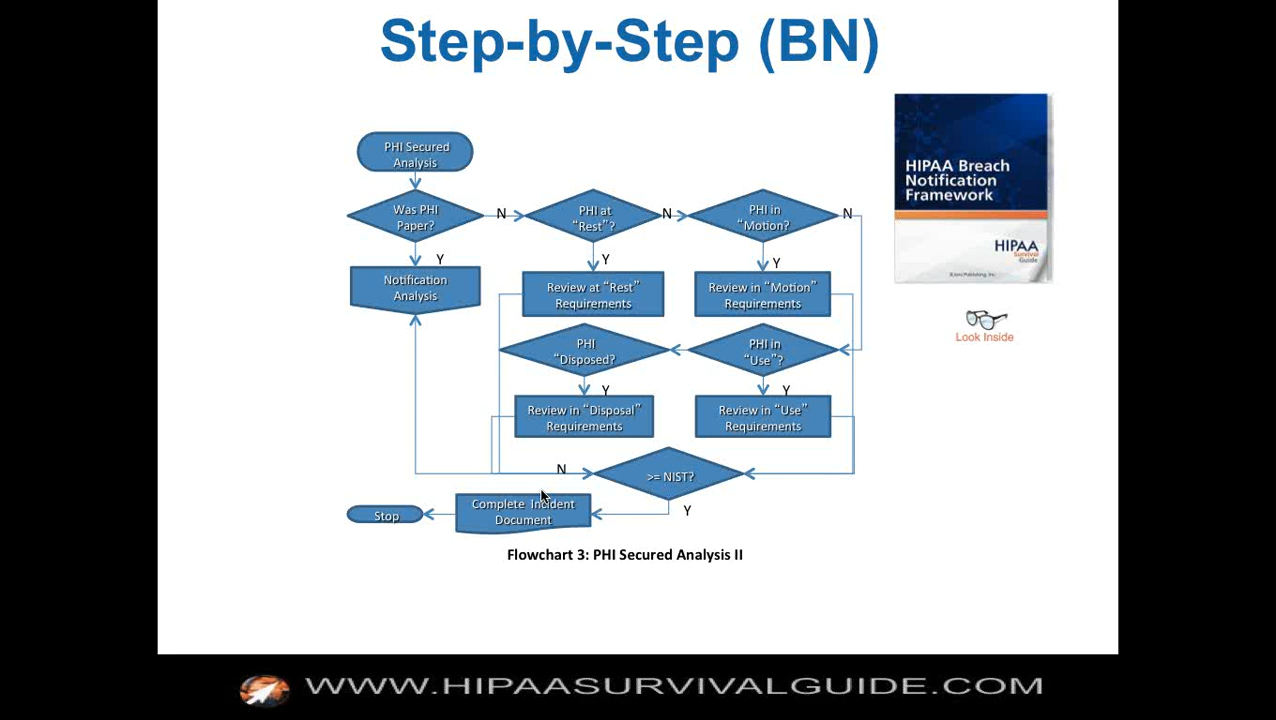 Step-by-Step (BN)
PHI Secured
Analysis
Was PHI
Paper?
N
PHI at
“Rest”?
N
PHI in
“Motion?
N
Y
Y
Y
Notification
Analysis
Review at “Rest”
Requirements
Review in “Motion”
Requirements
PHI
“Disposed?
PHI in
“Use”?
Y
Y
Review in “Disposal”
Requirements
Review in “Use”
Requirements
N
>= NIST?
Y
Complete Incident
Document
Stop
Flowchart 3: PHI Secured Analysis II
HIPAA Breach
Notification
Framework
HIPAA
Survival
Guide
Look Inside
WWW.HIPAASURVIVALGUIDE.COM